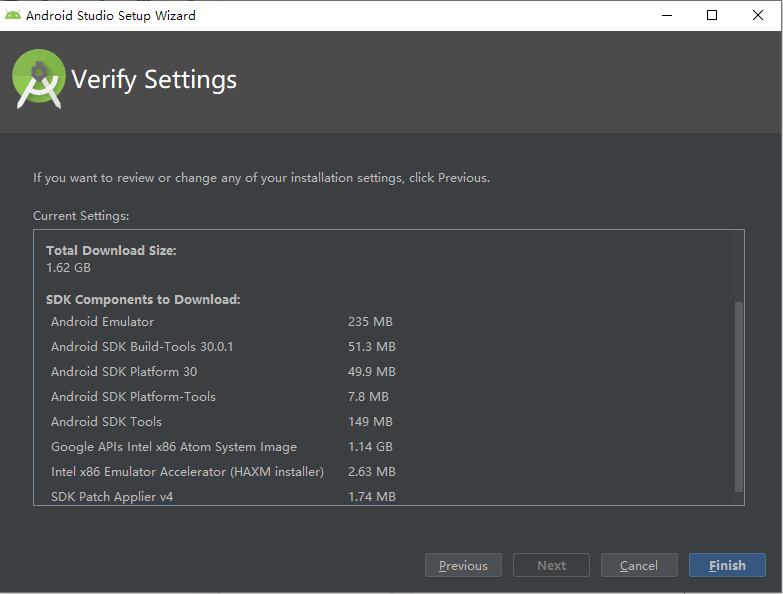 Android Studio Setup Wizard
Verify Settings
If you want to review or change any of your installation settings, click Previous.
Current Settings:
Total Download Size:
1.62 GB
SDK Components to Download:
Android Emulator 235 MB
Android SDK Build-Tools 30.0.1 51.3 MB
Android SDK Platform 30 49.9 MB
Android SDK Platform-Tools 7.8 MB
Android SDK Tools 149 MB
Google APIs Intel x86 Atom System Image 1.14 GB
Intel x86 Emulator Accelerator (HAXM installer) 2.63 MB
SDK Patch Applier v4 1.74 MB
Previous Next Cancel Finish